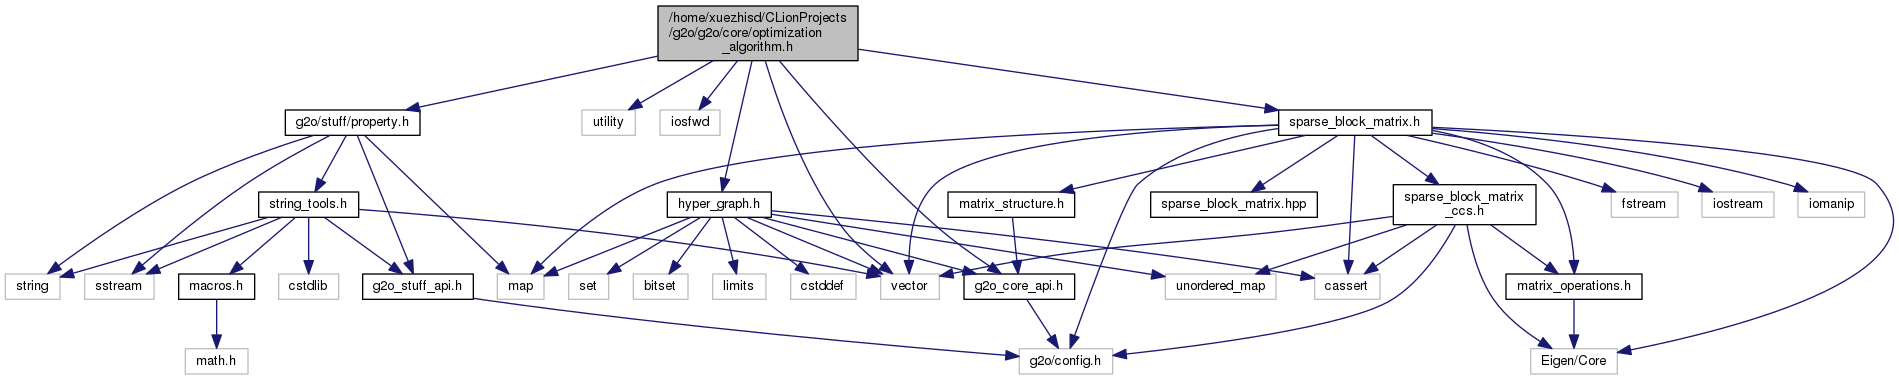 /home/xuezhisd/CLionProjects
/g2o/g2o/core/optimization
_algorithm.h
g2o/stuff/property.h
utility
iosfwd
sparse_block_matrix.h
string_tools.h
hyper_graph.h
matrix_structure.h
sparse_block_matrix.hpp
sparse_block_matrix
_ccs.h
fstream
iostream
iomanip
string
sstream
macros.h
cstdlib
g2o_stuff_api.h
map
set
bitset
limits
cstddef
vector
g2o_core_api.h
unordered_map
cassert
matrix_operations.h
math.h
g2o/config.h
Eigen/Core